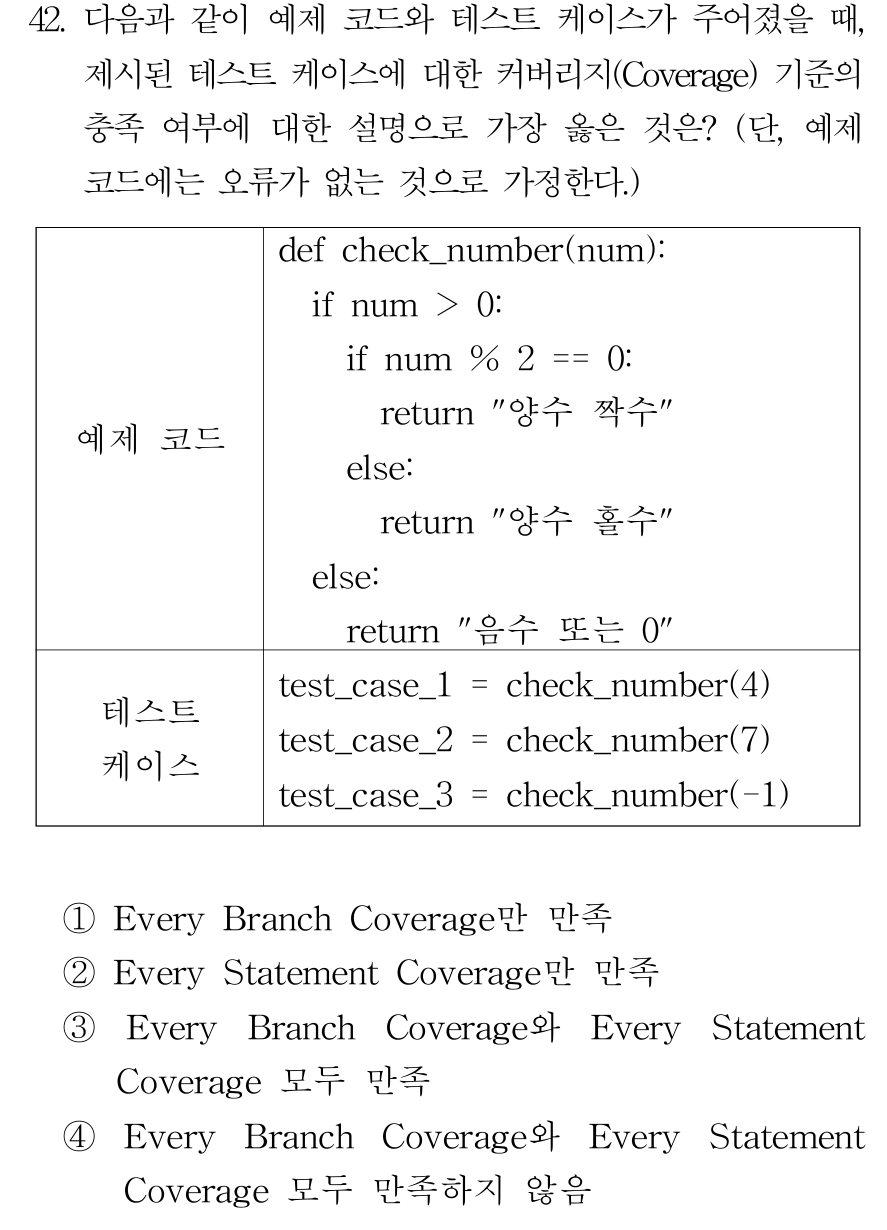 42. 다음과 같이 예제 코드와 테스트 케이스가 주어졌을 때,
제시된 테스트 케이스에 대한 커버리지(Coverage) 기준의
충족 여부에 대한 설명으로 가장 옳은 것은? (단, 예제
코드에는 오류가 없는 것으로 가정한다.)
예제 코드
def check_number(num):
if num > 0:
if num % 2 == 0:
return "양수 짝수"
else:
return "양수 홀수"
else:
return "음수 또는 0"
테스트
케이스
test_case_1 = check_number(4)
test_case_2 = check_number(7)
test_case_3 = check_number(-1)
① Every Branch Coverage만 만족
② Every Statement Coverage만 만족
③ Every Branch Coverage와 Every Statement
Coverage 모두 만족
④ Every Branch Coverage와 Every Statement
Coverage 모두 만족하지 않음